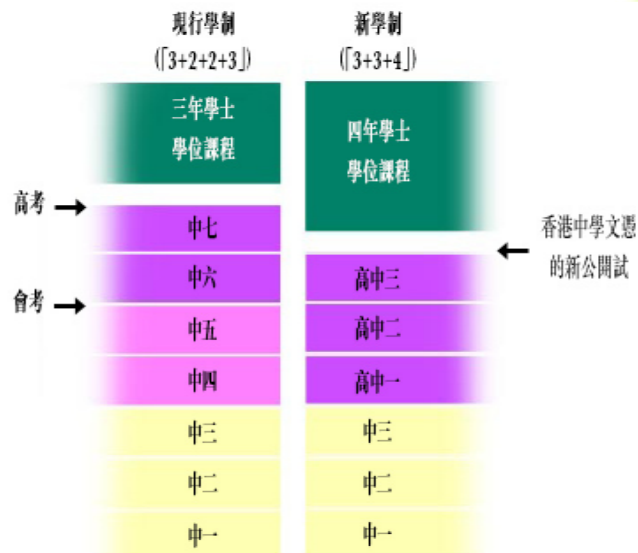 現行學制
(「3+2+2+3」)
三年學士
學位課程
高考
中七
中六
會考
中五
中四
中三
中二
中一
新學制
(「3+3+4」)
四年學士
學位課程
香港中學文憑
的新公開試
高中三
高中二
高中一
中三
中二
中一